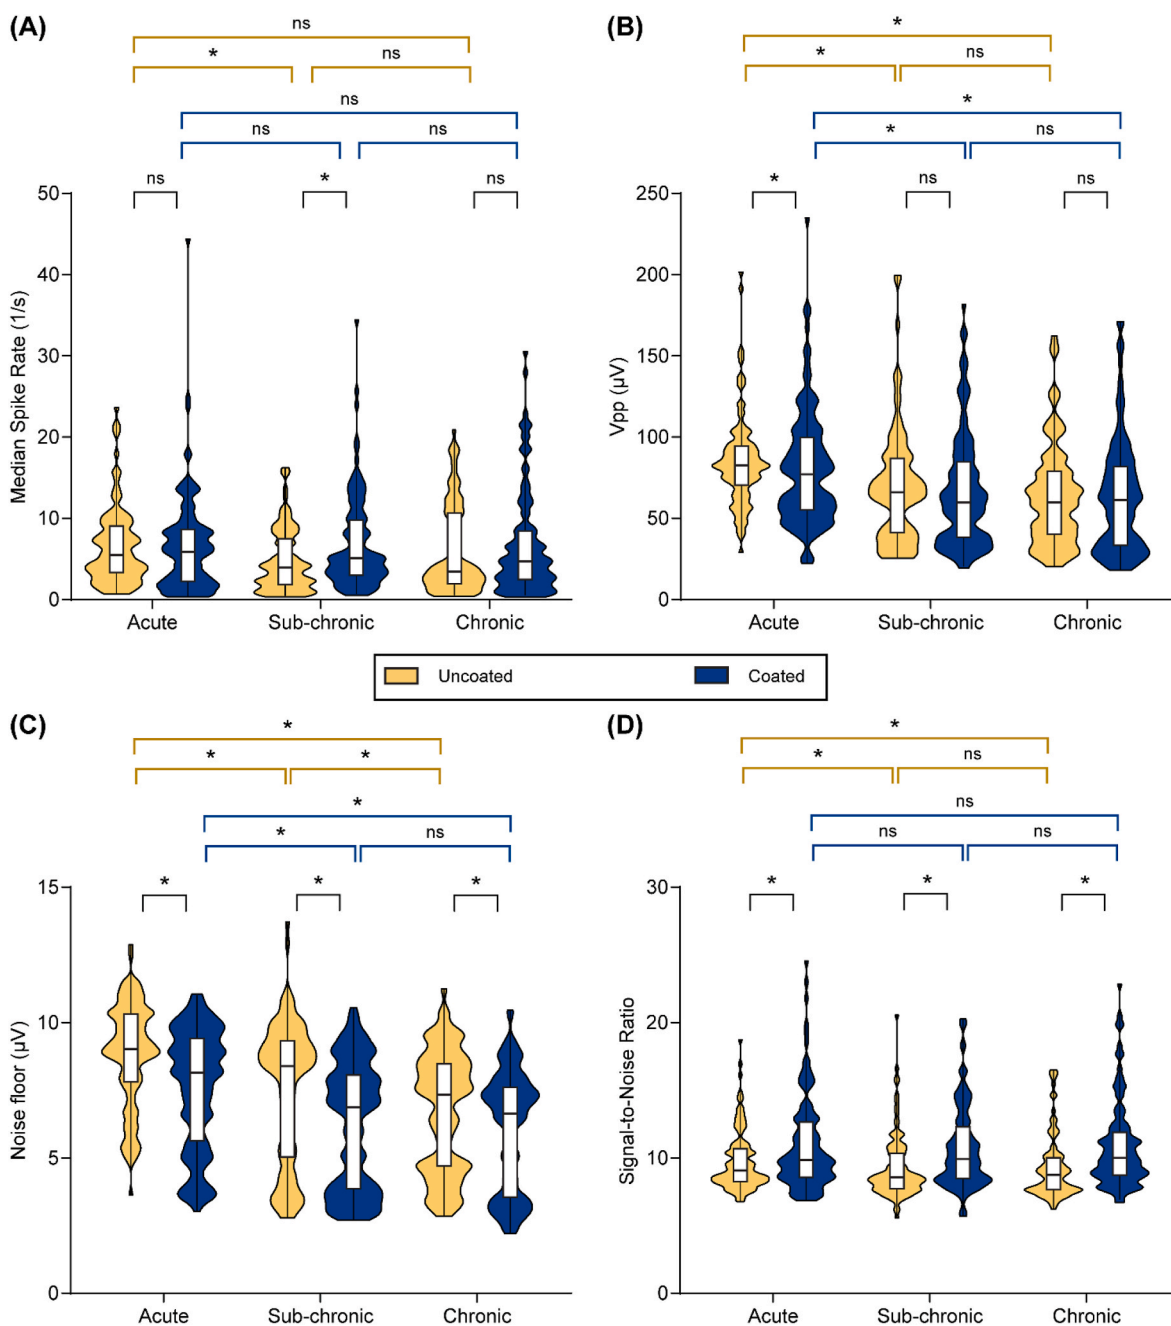 (A)
ns
*
ns
ns
ns
ns
ns
*
ns
50
40
30
20
10
0
Median Spike Rate (1/s)
Acute
Sub-chronic
Chronic
(B)
*
*
ns
*
*
ns
*
ns
ns
250
200
150
100
50
0
Vpp (µV)
Acute
Sub-chronic
Chronic
Uncoated
Coated
(C)
*
*
*
*
*
ns
*
*
*
15
10
5
0
Noise floor (µV)
Acute
Sub-chronic
Chronic
(D)
*
*
ns
ns
ns
ns
*
*
*
30
20
10
0
Signal-to-Noise Ratio
Acute
Sub-chronic
Chronic